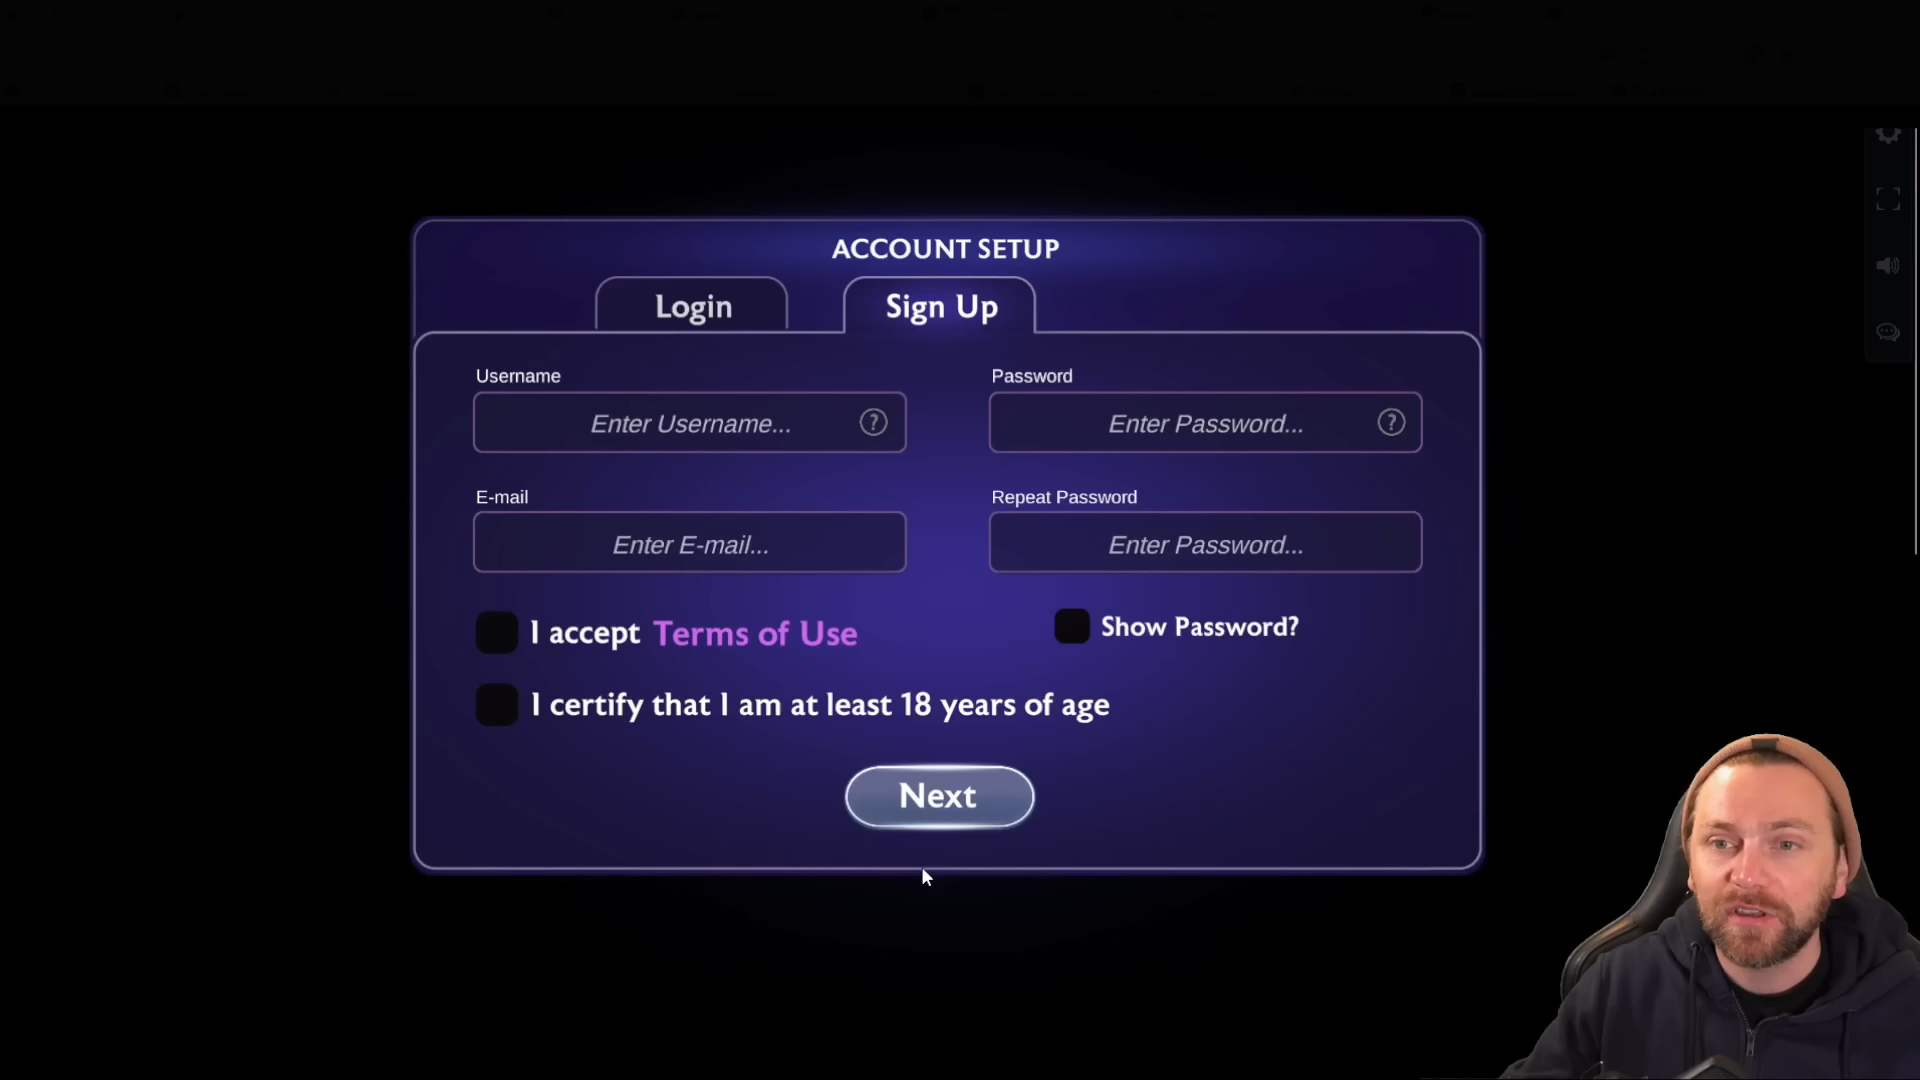 ACCOUNT SETUP
Login
Sign Up
Username
Password
Enter Username...
?
Enter Password...
?
E-mail
Repeat Password
Enter E-mail...
Enter Password...
I accept Terms of Use
Show Password?
I certify that I am at least 18 years of age
Next